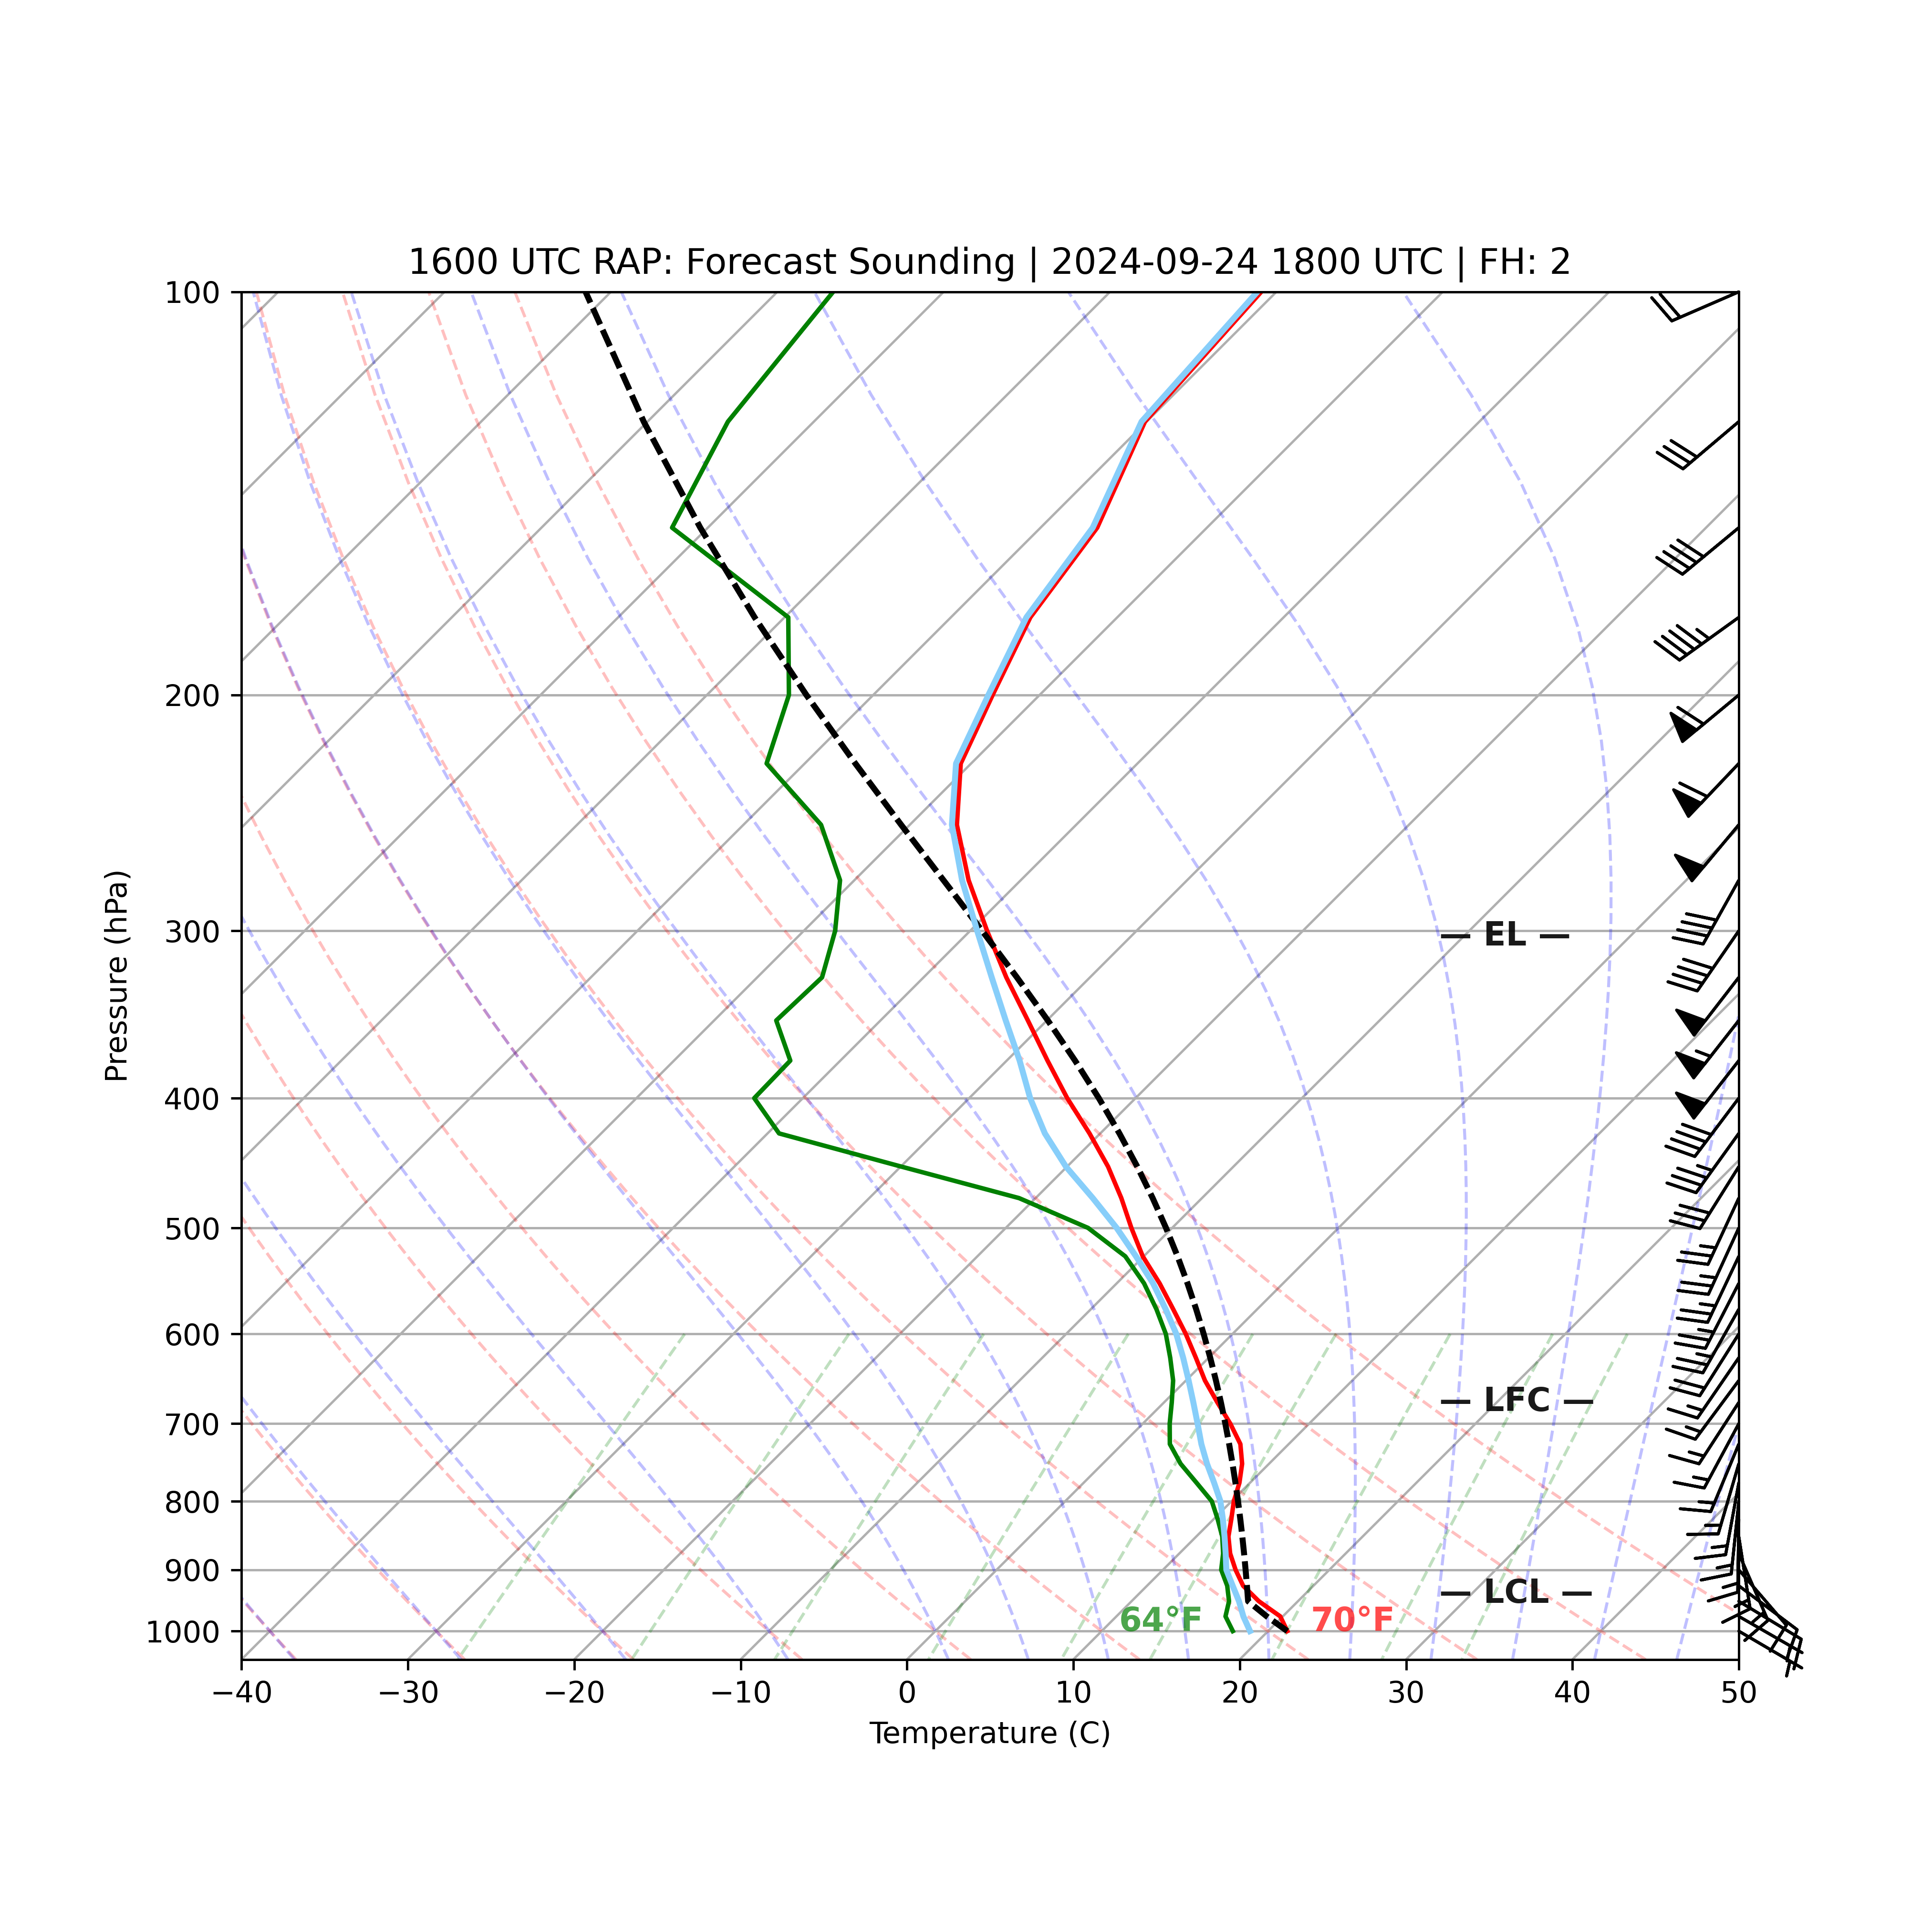 1600 UTC RAP: Forecast Sounding | 2024-09-24 1800 UTC | FH: 2
100
200
300
400
500
600
700
800
900
1000
Pressure (hPa)
— EL —
— LFC —
— LCL —
64°F
70°F
−40 −30 −20 −10 0 10 20 30 40 50
Temperature (C)